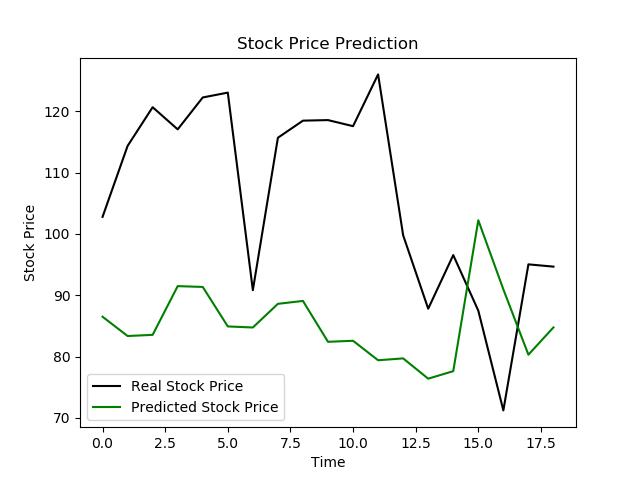 Stock Price Prediction
120
110
100
90
80
70
Stock Price
Real Stock Price
Predicted Stock Price
0.0 2.5 5.0 7.5 10.0 12.5 15.0 17.5
Time